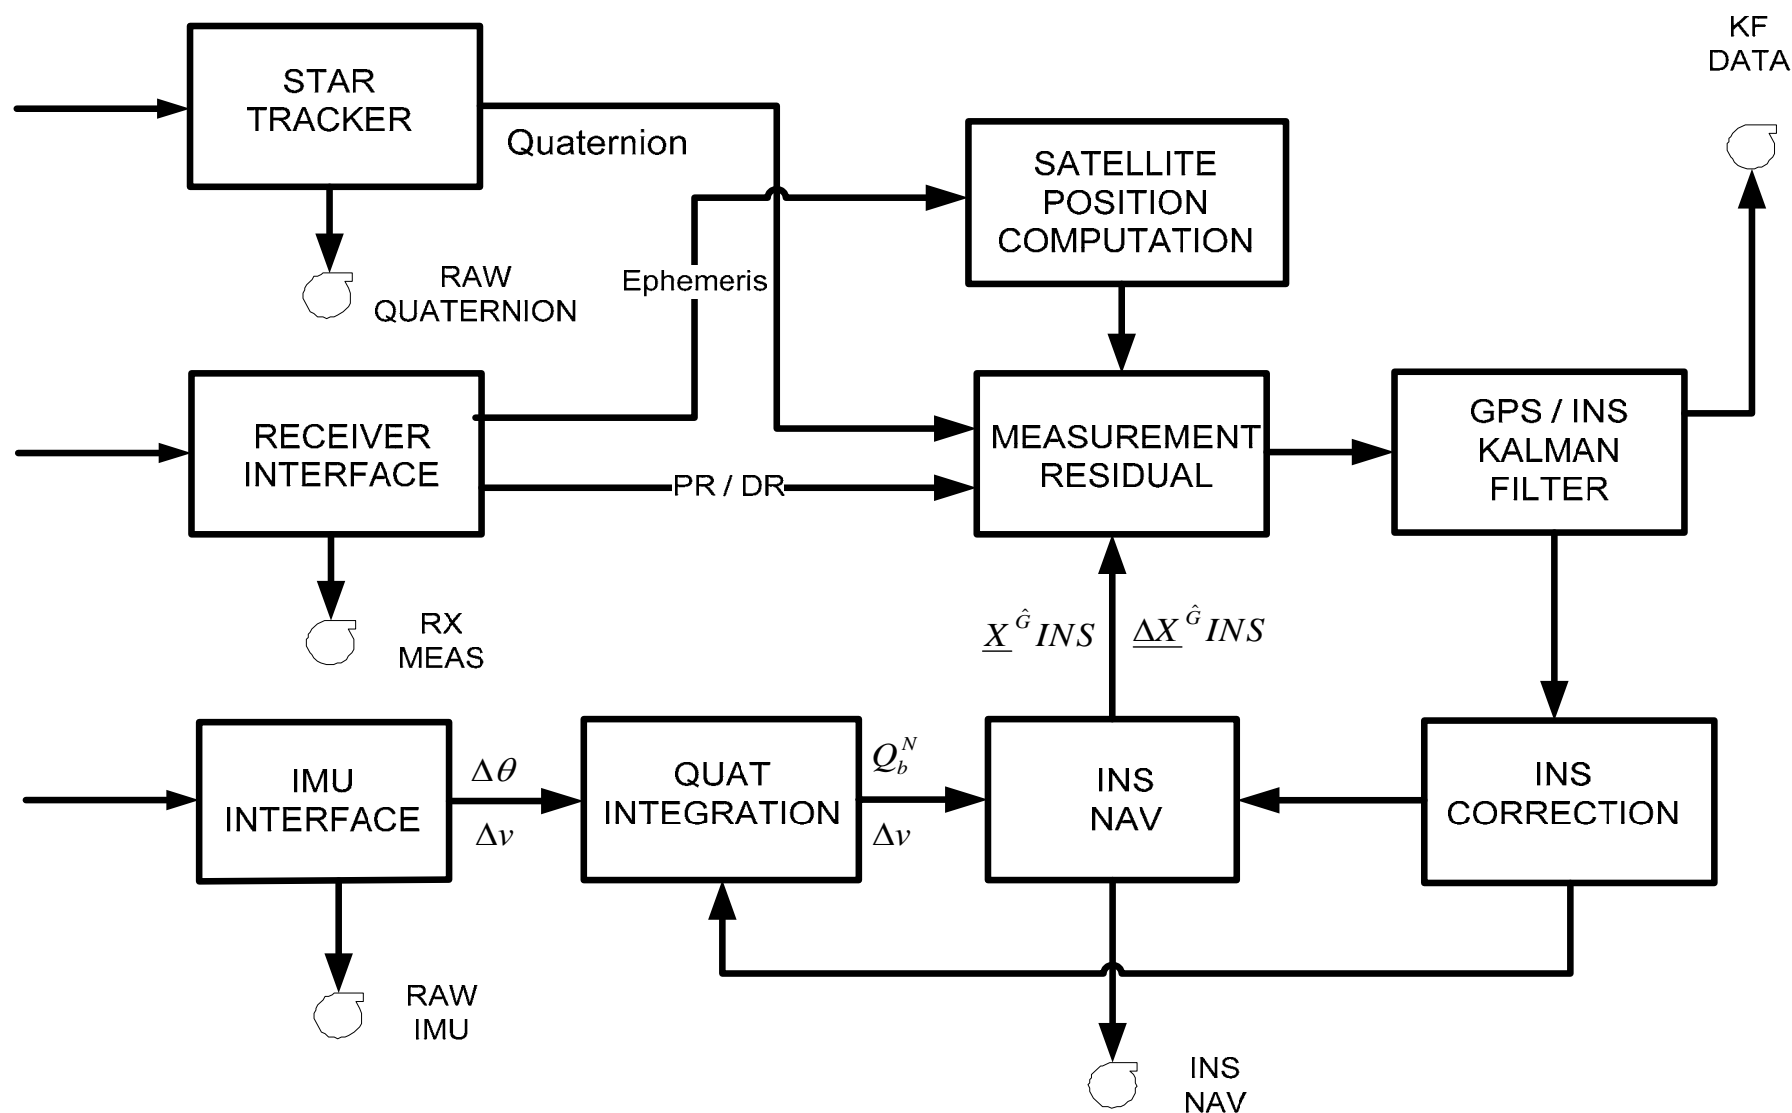 KF
DATA
STAR
TRACKER
Quaternion
SATELLITE
POSITION
COMPUTATION
RAW
QUATERNION
Ephemeris
RECEIVER
INTERFACE
PR / DR
MEASUREMENT
RESIDUAL
GPS / INS
KALMAN
FILTER
RX
MEAS
X^Ĝ INS
ΔX^Ĝ INS
IMU
INTERFACE
Δθ
Δv
QUAT
INTEGRATION
Q_b^N
Δv
INS
NAV
INS
CORRECTION
RAW
IMU
INS
NAV